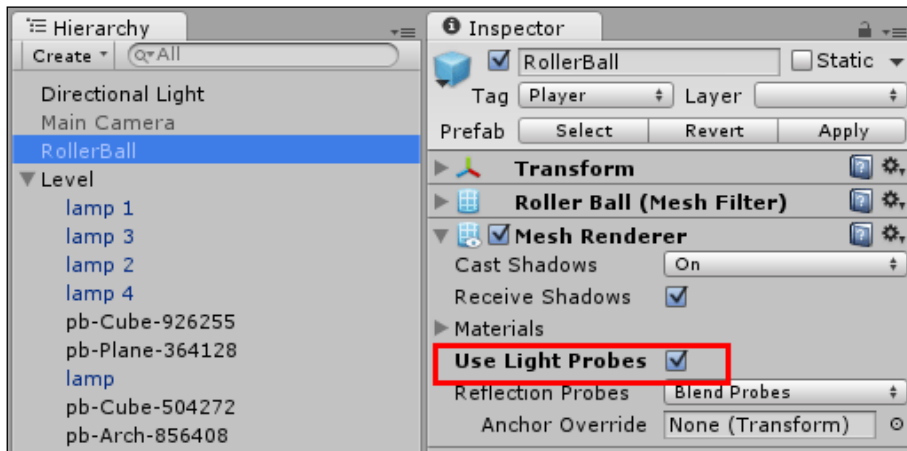 Hierarchy
Create All
Directional Light
Main Camera
RollerBall
Level
lamp 1
lamp 3
lamp 2
lamp 4
pb-Cube-926255
pb-Plane-364128
lamp
pb-Cube-504272
pb-Arch-856408
Inspector
RollerBall Static
Tag Player Layer
Prefab Select Revert Apply
Transform
Roller Ball (Mesh Filter)
Mesh Renderer
Cast Shadows On
Receive Shadows
Materials
Use Light Probes
Reflection Probes Blend Probes
Anchor Override None (Transform)